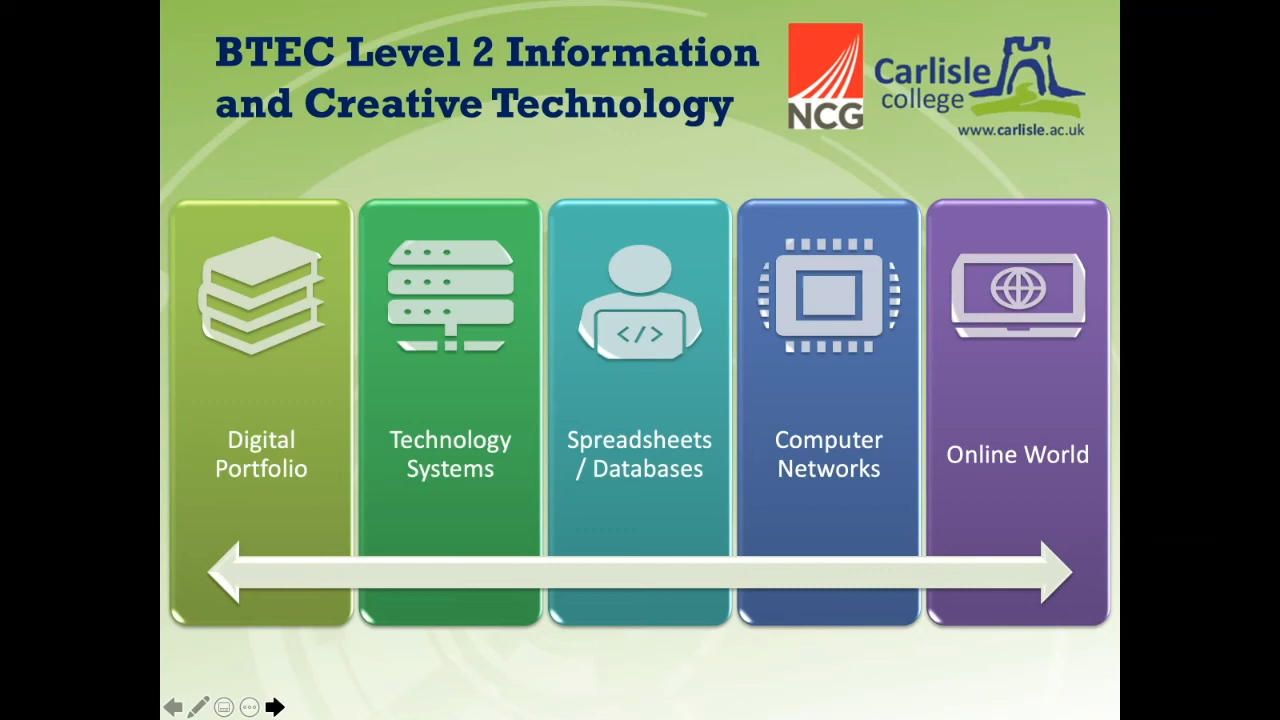 BTEC Level 2 Information
and Creative Technology
NCG
Carlisle
college
www.carlisle.ac.uk
</>
Digital
Portfolio
Technology
Systems
Spreadsheets
/ Databases
Computer
Networks
Online World